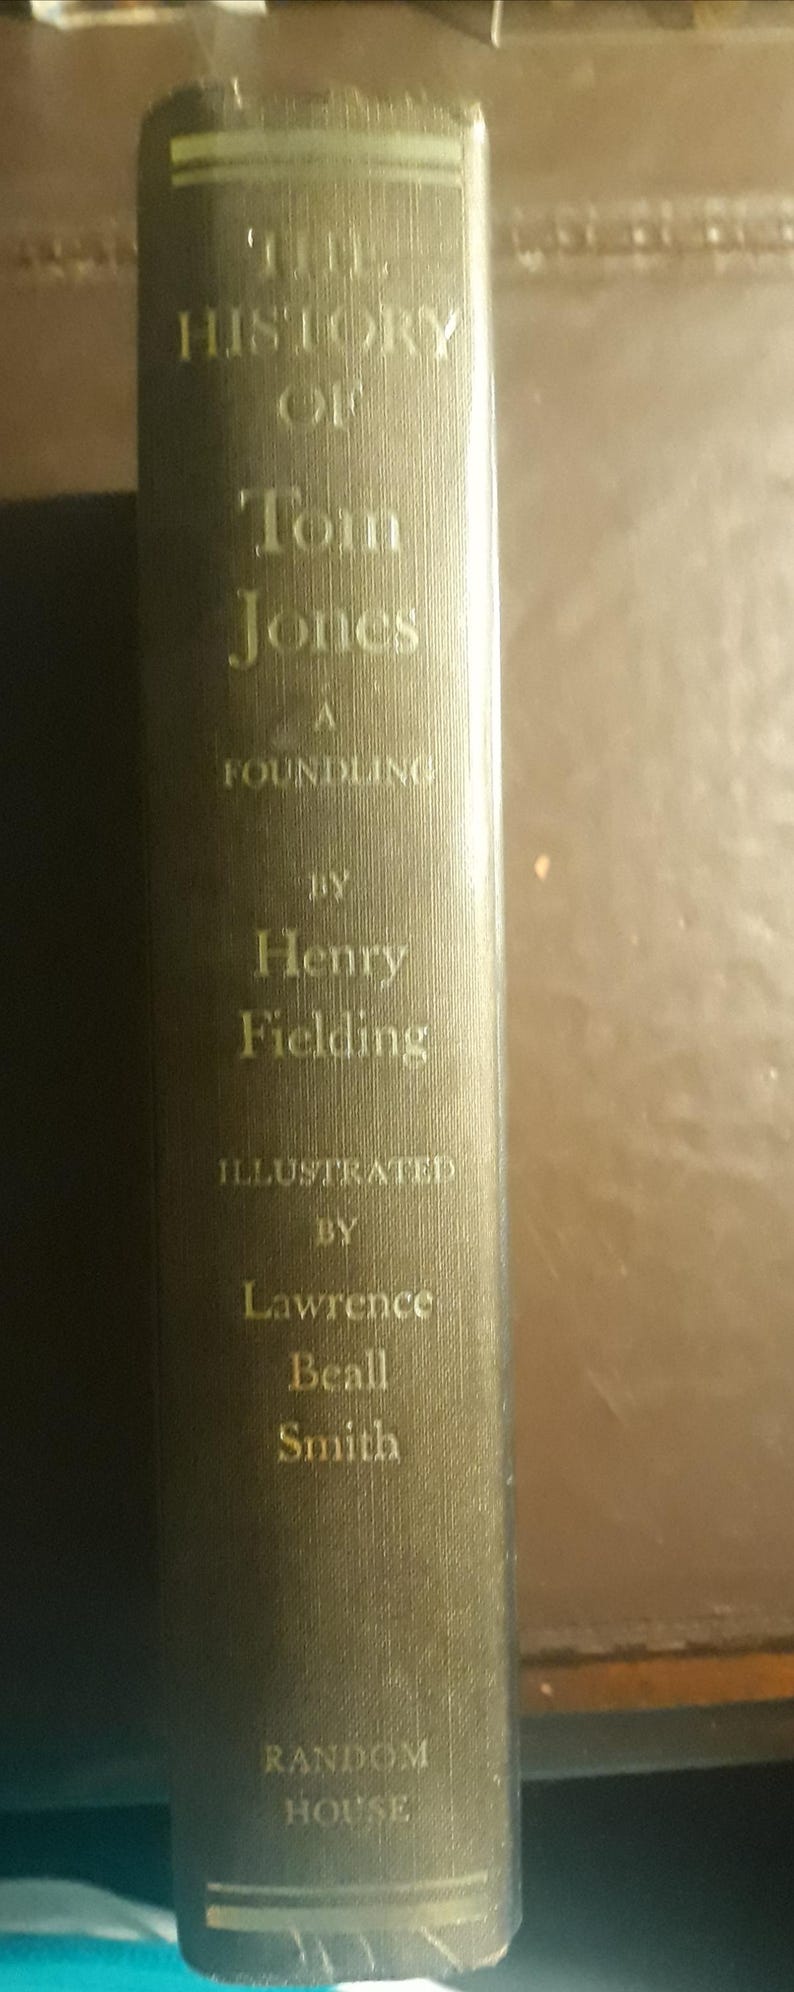 THE
HISTORY
OF
Tom
Jones
A
FOUNDLING
BY
Henry
Fielding
ILLUSTRATED
BY
Lawrence
Beall
Smith
RANDOM
HOUSE